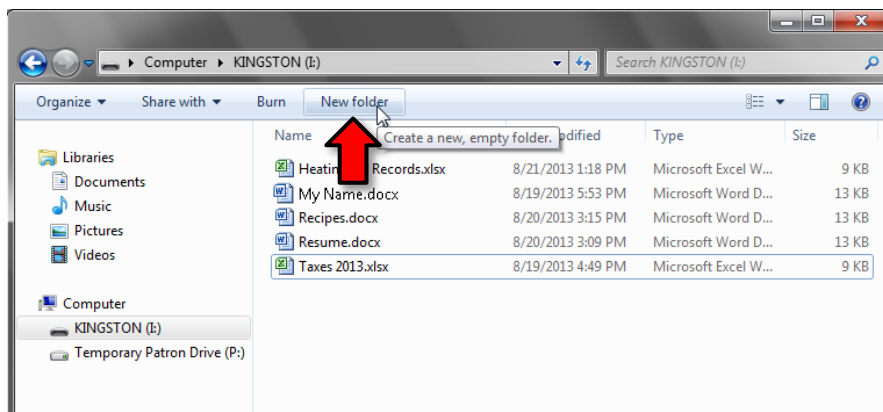 Computer KINGSTON (I:) Search KINGSTON (I:)
Organize Share with Burn New folder
Name Type Size
Create a new, empty folder.
Libraries
Documents
Music
Pictures
Videos
Computer
KINGSTON (I:)
Temporary Patron Drive (P:)
Records.xlsx 8/21/2013 1:18 PM Microsoft Excel W... 9 KB
My Name.docx 8/19/2013 5:53 PM Microsoft Word D... 13 KB
Recipes.docx 8/20/2013 3:15 PM Microsoft Word D... 13 KB
Resume.docx 8/20/2013 3:09 PM Microsoft Word D... 13 KB
Taxes 2013.xlsx 8/19/2013 4:49 PM Microsoft Excel W... 9 KB